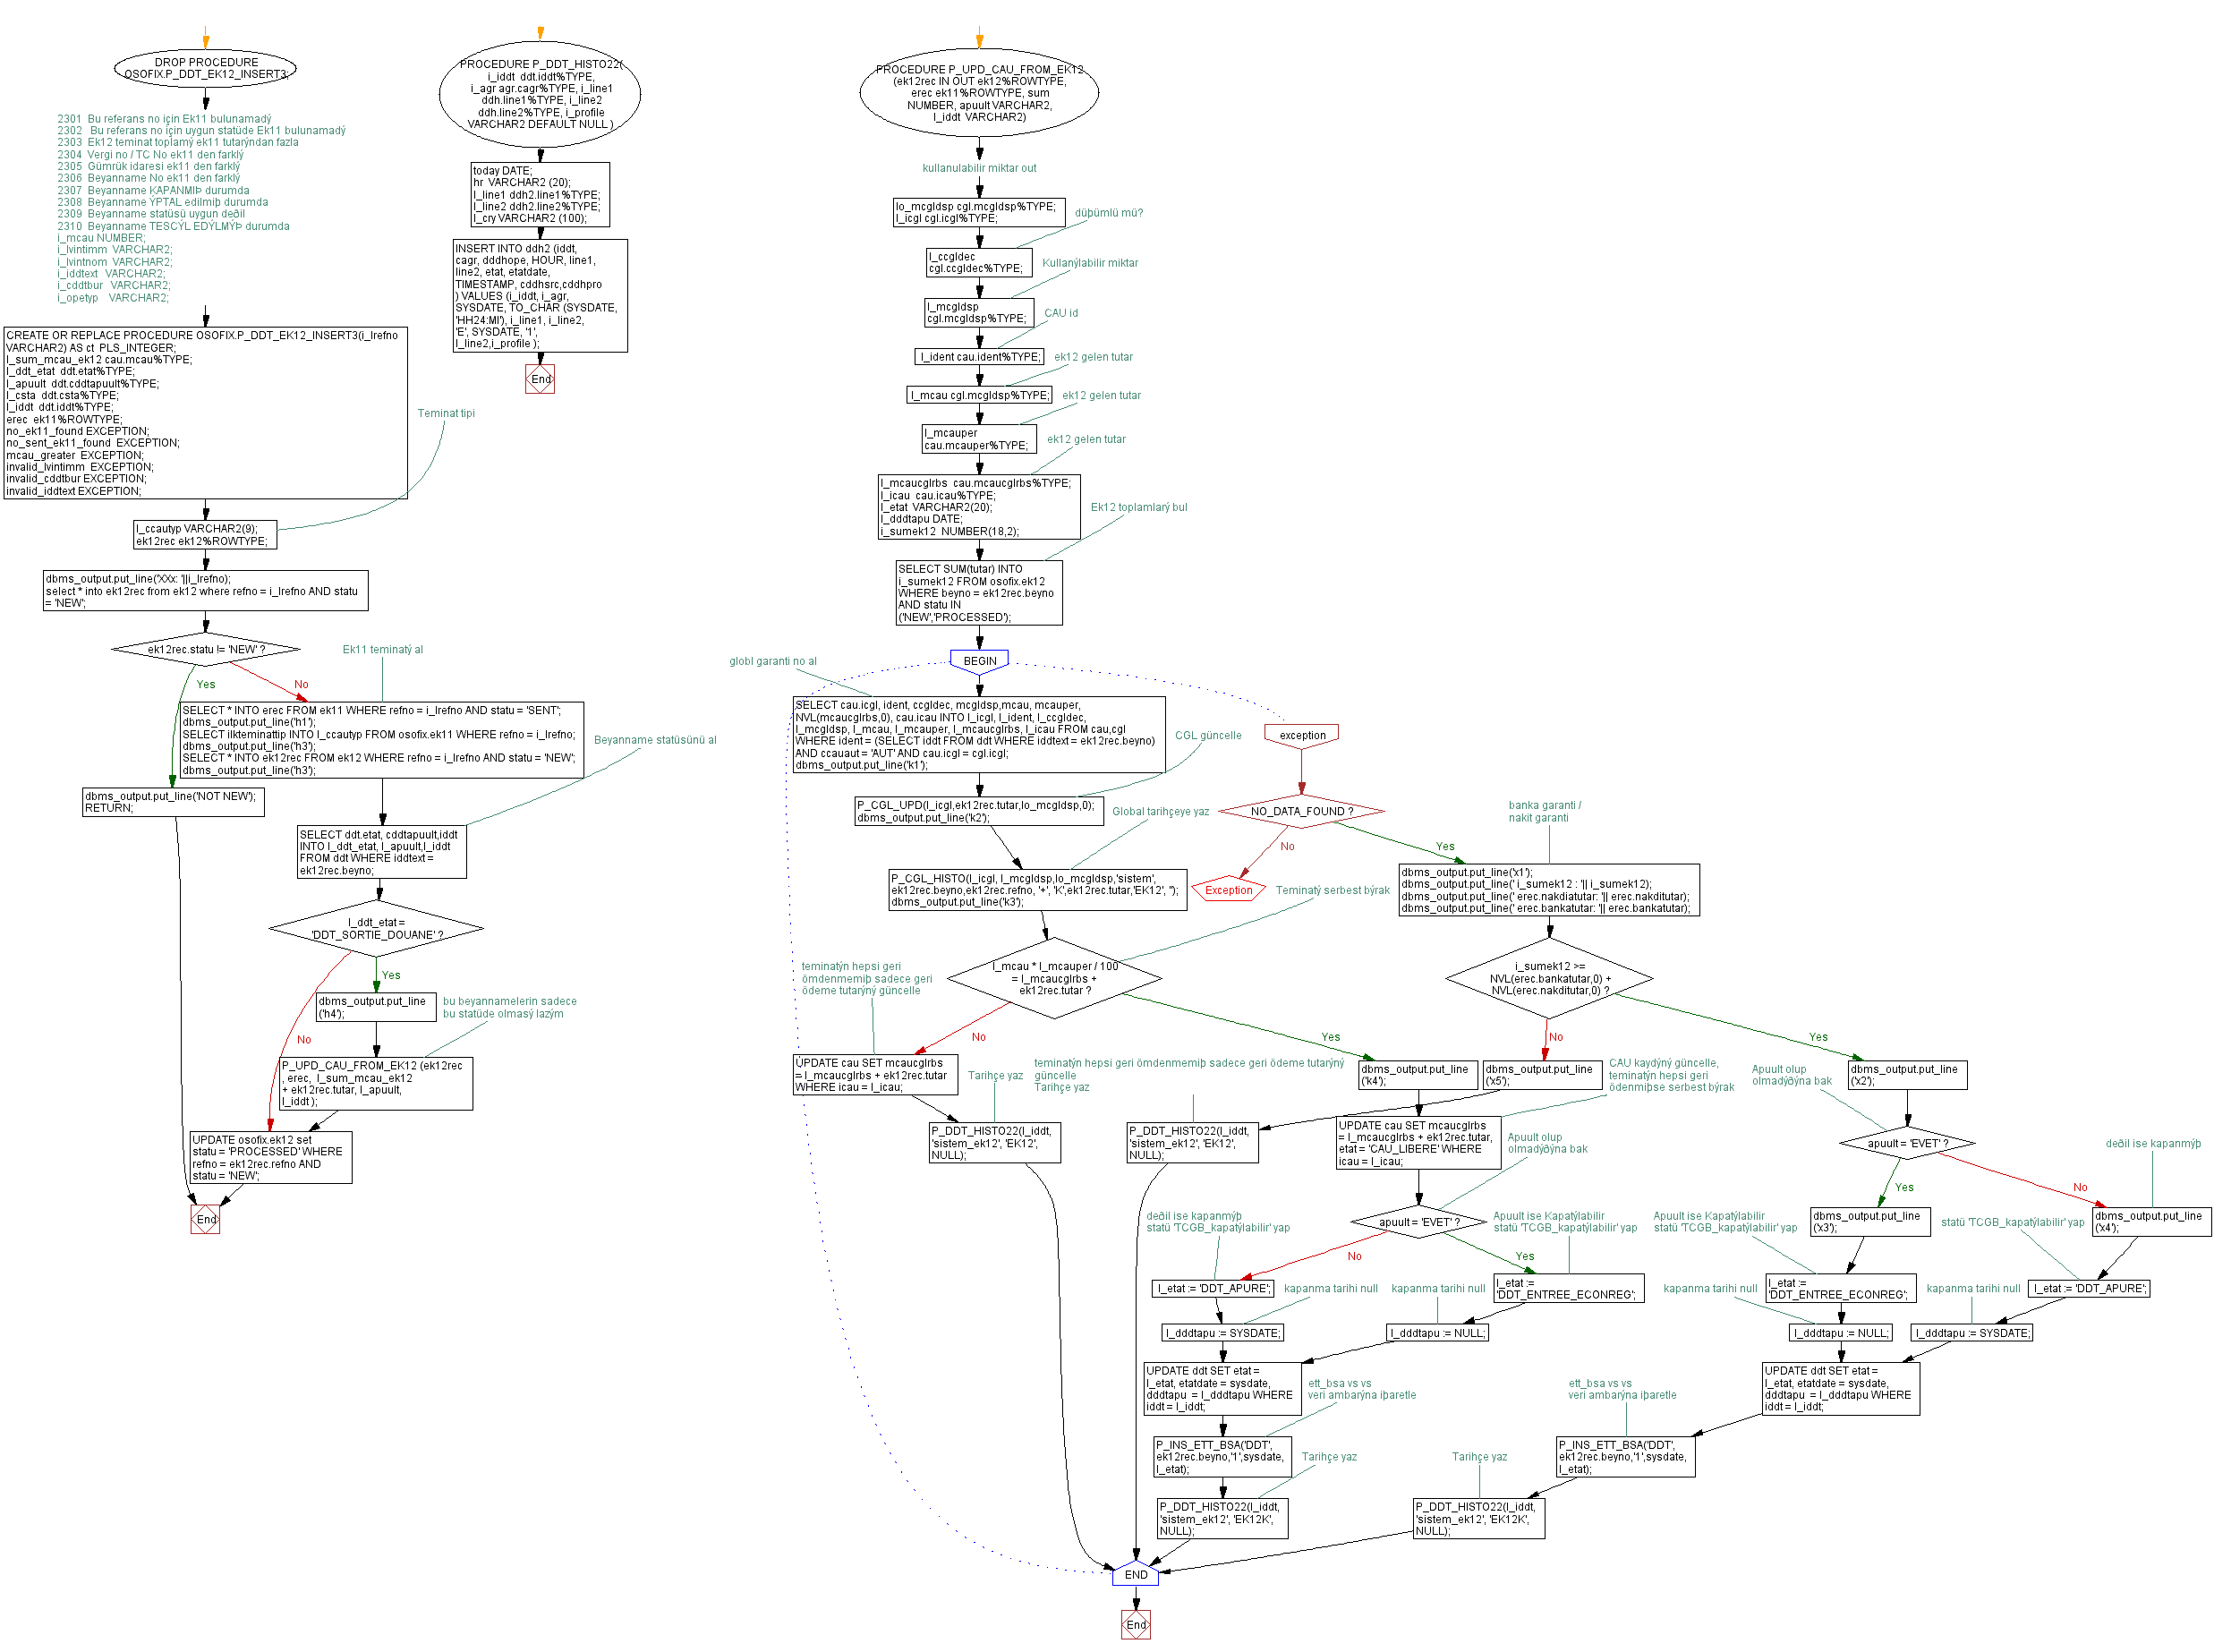 DROP PROCEDURE
OSOFIX.P_DDT_EK12_INSERT3;
2301  Bu referans no için Ek11 bulunamadý
2302   Bu referans no için uygun statüde Ek11 bulunamadý
2303  Ek12 teminat toplamý ek11 tutarýndan fazla
2304  Vergi no / TC No ek11 den farklý
2305  Gümrük idaresi ek11 den farklý
2306  Beyanname No ek11 den farklý
2307  Beyanname KAPANMIÞ durumda
2308  Beyanname ÝPTAL edilmiþ durumda
2309  Beyanname statüsü uygun deðil
2310  Beyanname TESCÝL EDÝLMÝÞ durumda
i_mcau NUMBER;
i_lvintimm  VARCHAR2;
i_lvintnom  VARCHAR2;
i_iddtext   VARCHAR2;
i_cddtbur   VARCHAR2;
i_opetyp    VARCHAR2;
CREATE OR REPLACE PROCEDURE OSOFIX.P_DDT_EK12_INSERT3(i_lrefno
VARCHAR2) AS ct  PLS_INTEGER;
l_sum_mcau_ek12 cau.mcau%TYPE;
l_ddt_etat  ddt.etat%TYPE;
l_apuult  ddt.cddtapuult%TYPE;
l_csta  ddt.csta%TYPE;
l_iddt  ddt.iddt%TYPE;
erec  ek11%ROWTYPE;
no_ek11_found EXCEPTION;
no_sent_ek11_found  EXCEPTION;
mcau_greater  EXCEPTION;
invalid_lvintimm  EXCEPTION;
invalid_cddtbur EXCEPTION;
invalid_iddtext EXCEPTION;
Teminat tipi
l_ccautyp VARCHAR2(9);
ek12rec ek12%ROWTYPE;
dbms_output.put_line('XXx: '||i_lrefno);
select * into ek12rec from ek12 where refno = i_lrefno AND statu
= 'NEW';
ek12rec.statu != 'NEW' ?
Yes
No
Ek11 teminatý al
SELECT * INTO erec FROM ek11 WHERE refno = i_lrefno AND statu = 'SENT';
dbms_output.put_line('h1');
SELECT ilkteminattip INTO l_ccautyp FROM osofix.ek11 WHERE refno = i_lrefno;
dbms_output.put_line('h3');
SELECT * INTO ek12rec FROM ek12 WHERE refno = i_lrefno AND statu = 'NEW';
dbms_output.put_line('h3');
Beyanname statüsünü al
dbms_output.put_line('NOT NEW');
RETURN;
SELECT ddt.etat, cddtapuult,iddt
INTO l_ddt_etat, l_apuult,l_iddt
FROM ddt WHERE iddtext =
ek12rec.beyno;
l_ddt_etat =
'DDT_SORTIE_DOUANE' ?
Yes
No
dbms_output.put_line
('h4');
bu beyannamelerin sadece
bu statüde olmasý lazým
P_UPD_CAU_FROM_EK12 (ek12rec
, erec,  l_sum_mcau_ek12
+ ek12rec.tutar, l_apuult,
l_iddt );
UPDATE osofix.ek12 set
statu = 'PROCESSED' WHERE
refno = ek12rec.refno AND
statu = 'NEW';
End
PROCEDURE P_DDT_HISTO22(
i_iddt  ddt.iddt%TYPE,
i_agr agr.cagr%TYPE, i_line1
ddh.line1%TYPE, i_line2
ddh.line2%TYPE, i_profile
VARCHAR2 DEFAULT NULL )
today DATE;
hr  VARCHAR2 (20);
l_line1 ddh2.line1%TYPE;
l_line2 ddh2.line2%TYPE;
l_cry VARCHAR2 (100);
INSERT INTO ddh2 (iddt,
cagr, dddhope, HOUR, line1,
line2, etat, etatdate,
TIMESTAMP, cddhsrc,cddhpro
) VALUES (i_iddt, i_agr,
SYSDATE, TO_CHAR (SYSDATE,
'HH24:MI'), i_line1, i_line2,
'E', SYSDATE, '1',
l_line2,i_profile );
End
PROCEDURE P_UPD_CAU_FROM_EK12
(ek12rec IN OUT ek12%ROWTYPE,
erec ek11%ROWTYPE, sum
NUMBER, apuult VARCHAR2,
l_iddt  VARCHAR2)
kullanulabilir miktar out
lo_mcgldsp cgl.mcgldsp%TYPE;
l_icgl cgl.icgl%TYPE;
düþümlü mü?
l_ccgldec
cgl.ccgldec%TYPE;
Kullanýlabilir miktar
l_mcgldsp
cgl.mcgldsp%TYPE;
CAU id
l_ident cau.ident%TYPE;
ek12 gelen tutar
l_mcau cgl.mcgldsp%TYPE;
ek12 gelen tutar
l_mcauper
cau.mcauper%TYPE;
ek12 gelen tutar
l_mcaucglrbs  cau.mcaucglrbs%TYPE;
l_icau  cau.icau%TYPE;
l_etat  VARCHAR2(20);
l_dddtapu DATE;
i_sumek12  NUMBER(18,2);
Ek12 toplamlarý bul
SELECT SUM(tutar) INTO
i_sumek12 FROM osofix.ek12
WHERE beyno = ek12rec.beyno
AND statu IN
('NEW','PROCESSED');
BEGIN
globl garanti no al
SELECT cau.icgl, ident, ccgldec, mcgldsp,mcau, mcauper,
NVL(mcaucglrbs,0), cau.icau INTO l_icgl, l_ident, l_ccgldec,
l_mcgldsp, l_mcau, l_mcauper, l_mcaucglrbs, l_icau FROM cau,cgl
WHERE ident = (SELECT iddt FROM ddt WHERE iddtext = ek12rec.beyno)
AND ccauaut = 'AUT' AND cau.icgl = cgl.icgl;
dbms_output.put_line('k1');
exception
CGL güncelle
P_CGL_UPD(l_icgl,ek12rec.tutar,lo_mcgldsp,0);
dbms_output.put_line('k2');
Global tarihçeye yaz
NO_DATA_FOUND ?
No
Yes
Exception
banka garanti /
nakit garanti
P_CGL_HISTO(l_icgl, l_mcgldsp,lo_mcgldsp,'sistem',
ek12rec.beyno,ek12rec.refno, '+', 'K',ek12rec.tutar,'EK12', '');
dbms_output.put_line('k3');
Teminatý serbest býrak
dbms_output.put_line('x1');
dbms_output.put_line(' i_sumek12 : '|| i_sumek12);
dbms_output.put_line(' erec.nakdiatutar: '|| erec.nakditutar);
dbms_output.put_line(' erec.bankatutar: '|| erec.bankatutar);
l_mcau * l_mcauper / 100
= l_mcaucglrbs +
ek12rec.tutar ?
No
Yes
i_sumek12 >=
NVL(erec.bankatutar,0) +
NVL(erec.nakditutar,0) ?
No
Yes
teminatýn hepsi geri
ömdenmemiþ sadece geri
ödeme tutarýný güncelle
UPDATE cau SET mcaucglrbs
= l_mcaucglrbs + ek12rec.tutar
WHERE icau = l_icau;
Tarihçe yaz
teminatýn hepsi geri ömdenmemiþ sadece geri ödeme tutarýný
güncelle
Tarihçe yaz
dbms_output.put_line
('k4');
dbms_output.put_line
('x5');
CAU kaydýný güncelle,
teminatýn hepsi geri
ödenmiþse serbest býrak
Apuult olup
olmadýðýna bak
dbms_output.put_line
('x2');
P_DDT_HISTO22(l_iddt,
'sistem_ek12', 'EK12',
NULL);
P_DDT_HISTO22(l_iddt,
'sistem_ek12', 'EK12',
NULL);
UPDATE cau SET mcaucglrbs
= l_mcaucglrbs + ek12rec.tutar,
etat = 'CAU_LIBERE' WHERE
icau = l_icau;
Apuult olup
olmadýðýna bak
apuult = 'EVET' ?
Yes
No
deðil ise kapanmýþ
deðil ise kapanmýþ
statü 'TCGB_kapatýlabilir' yap
apuult = 'EVET' ?
No
Yes
Apuult ise Kapatýlabilir
statü 'TCGB_kapatýlabilir' yap
Apuult ise Kapatýlabilir
statü 'TCGB_kapatýlabilir' yap
dbms_output.put_line
('x3');
statü 'TCGB_kapatýlabilir' yap
dbms_output.put_line
('x4');
l_etat := 'DDT_APURE';
kapanma tarihi null
kapanma tarihi null
l_etat :=
'DDT_ENTREE_ECONREG';
kapanma tarihi null
l_etat :=
'DDT_ENTREE_ECONREG';
kapanma tarihi null
l_etat := 'DDT_APURE';
l_dddtapu := SYSDATE;
l_dddtapu := NULL;
l_dddtapu := NULL;
l_dddtapu := SYSDATE;
UPDATE ddt SET etat =
l_etat, etatdate = sysdate,
dddtapu  = l_dddtapu WHERE
iddt = l_iddt;
ett_bsa vs vs
veri ambarýna iþaretle
ett_bsa vs vs
veri ambarýna iþaretle
UPDATE ddt SET etat =
l_etat, etatdate = sysdate,
dddtapu  = l_dddtapu WHERE
iddt = l_iddt;
P_INS_ETT_BSA('DDT',
ek12rec.beyno,'1',sysdate,
l_etat);
Tarihçe yaz
Tarihçe yaz
P_INS_ETT_BSA('DDT',
ek12rec.beyno,'1',sysdate,
l_etat);
P_DDT_HISTO22(l_iddt,
'sistem_ek12', 'EK12K',
NULL);
P_DDT_HISTO22(l_iddt,
'sistem_ek12', 'EK12K',
NULL);
END
End